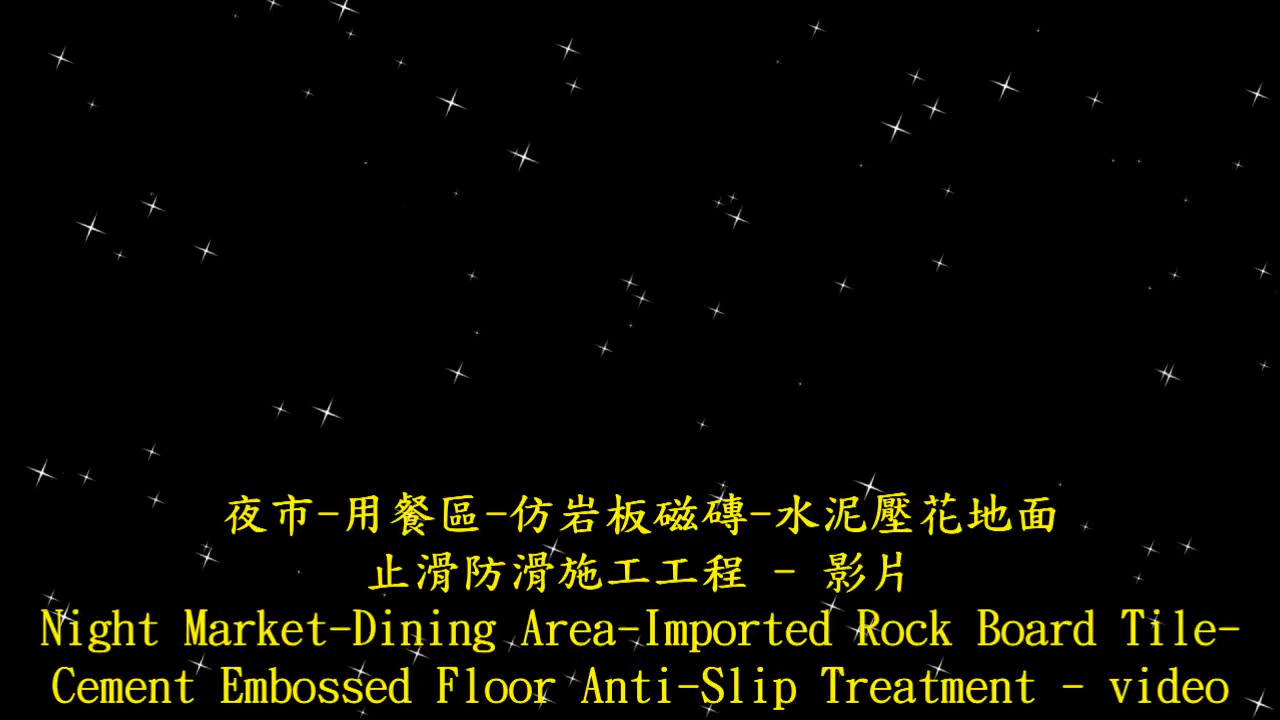 夜市-用餐區-仿岩板磁磚-水泥壓花地面
止滑防滑施工工程 - 影片
Night Market-Dining Area-Imported Rock Board Tile-
Cement Embossed Floor Anti-Slip Treatment - video